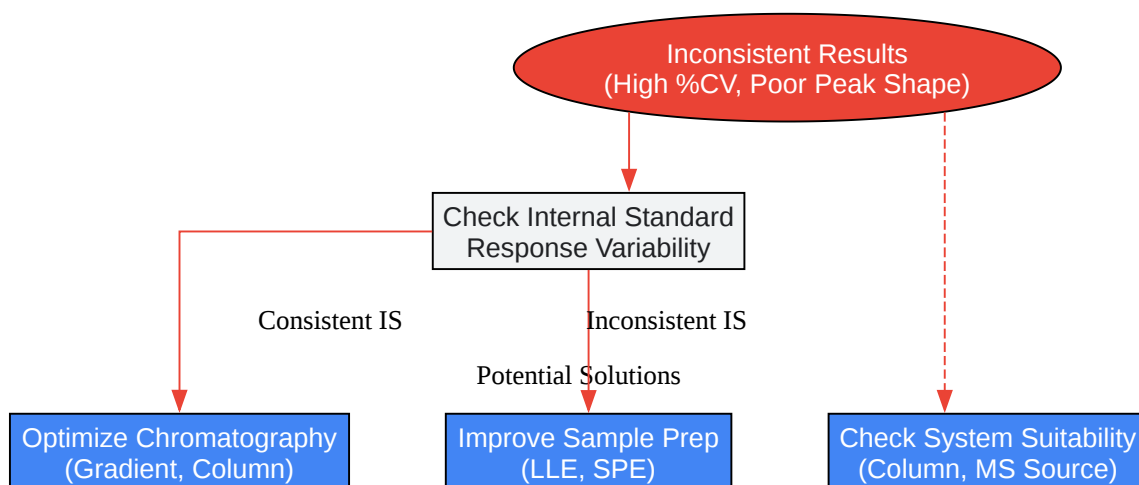 Inconsistent Results
(High %CV, Poor Peak Shape)
Check Internal Standard
Response Variability
Consistent IS
Inconsistent IS
Potential Solutions
Optimize Chromatography
(Gradient, Column)
Improve Sample Prep
(LLE, SPE)
Check System Suitability
(Column, MS Source)